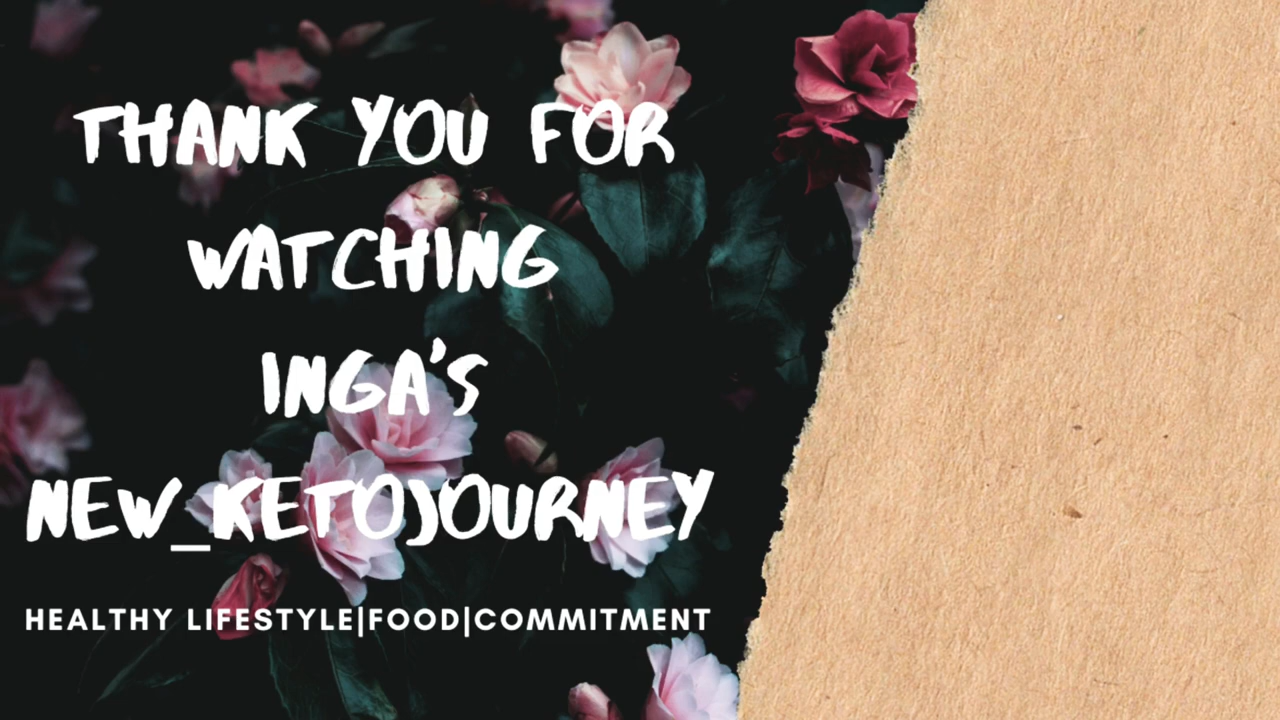 THANK YOU FOR
WATCHING
INGA'S
NEW_KETOJOURNEY
HEALTHY LIFESTYLE|FOOD|COMMITMENT